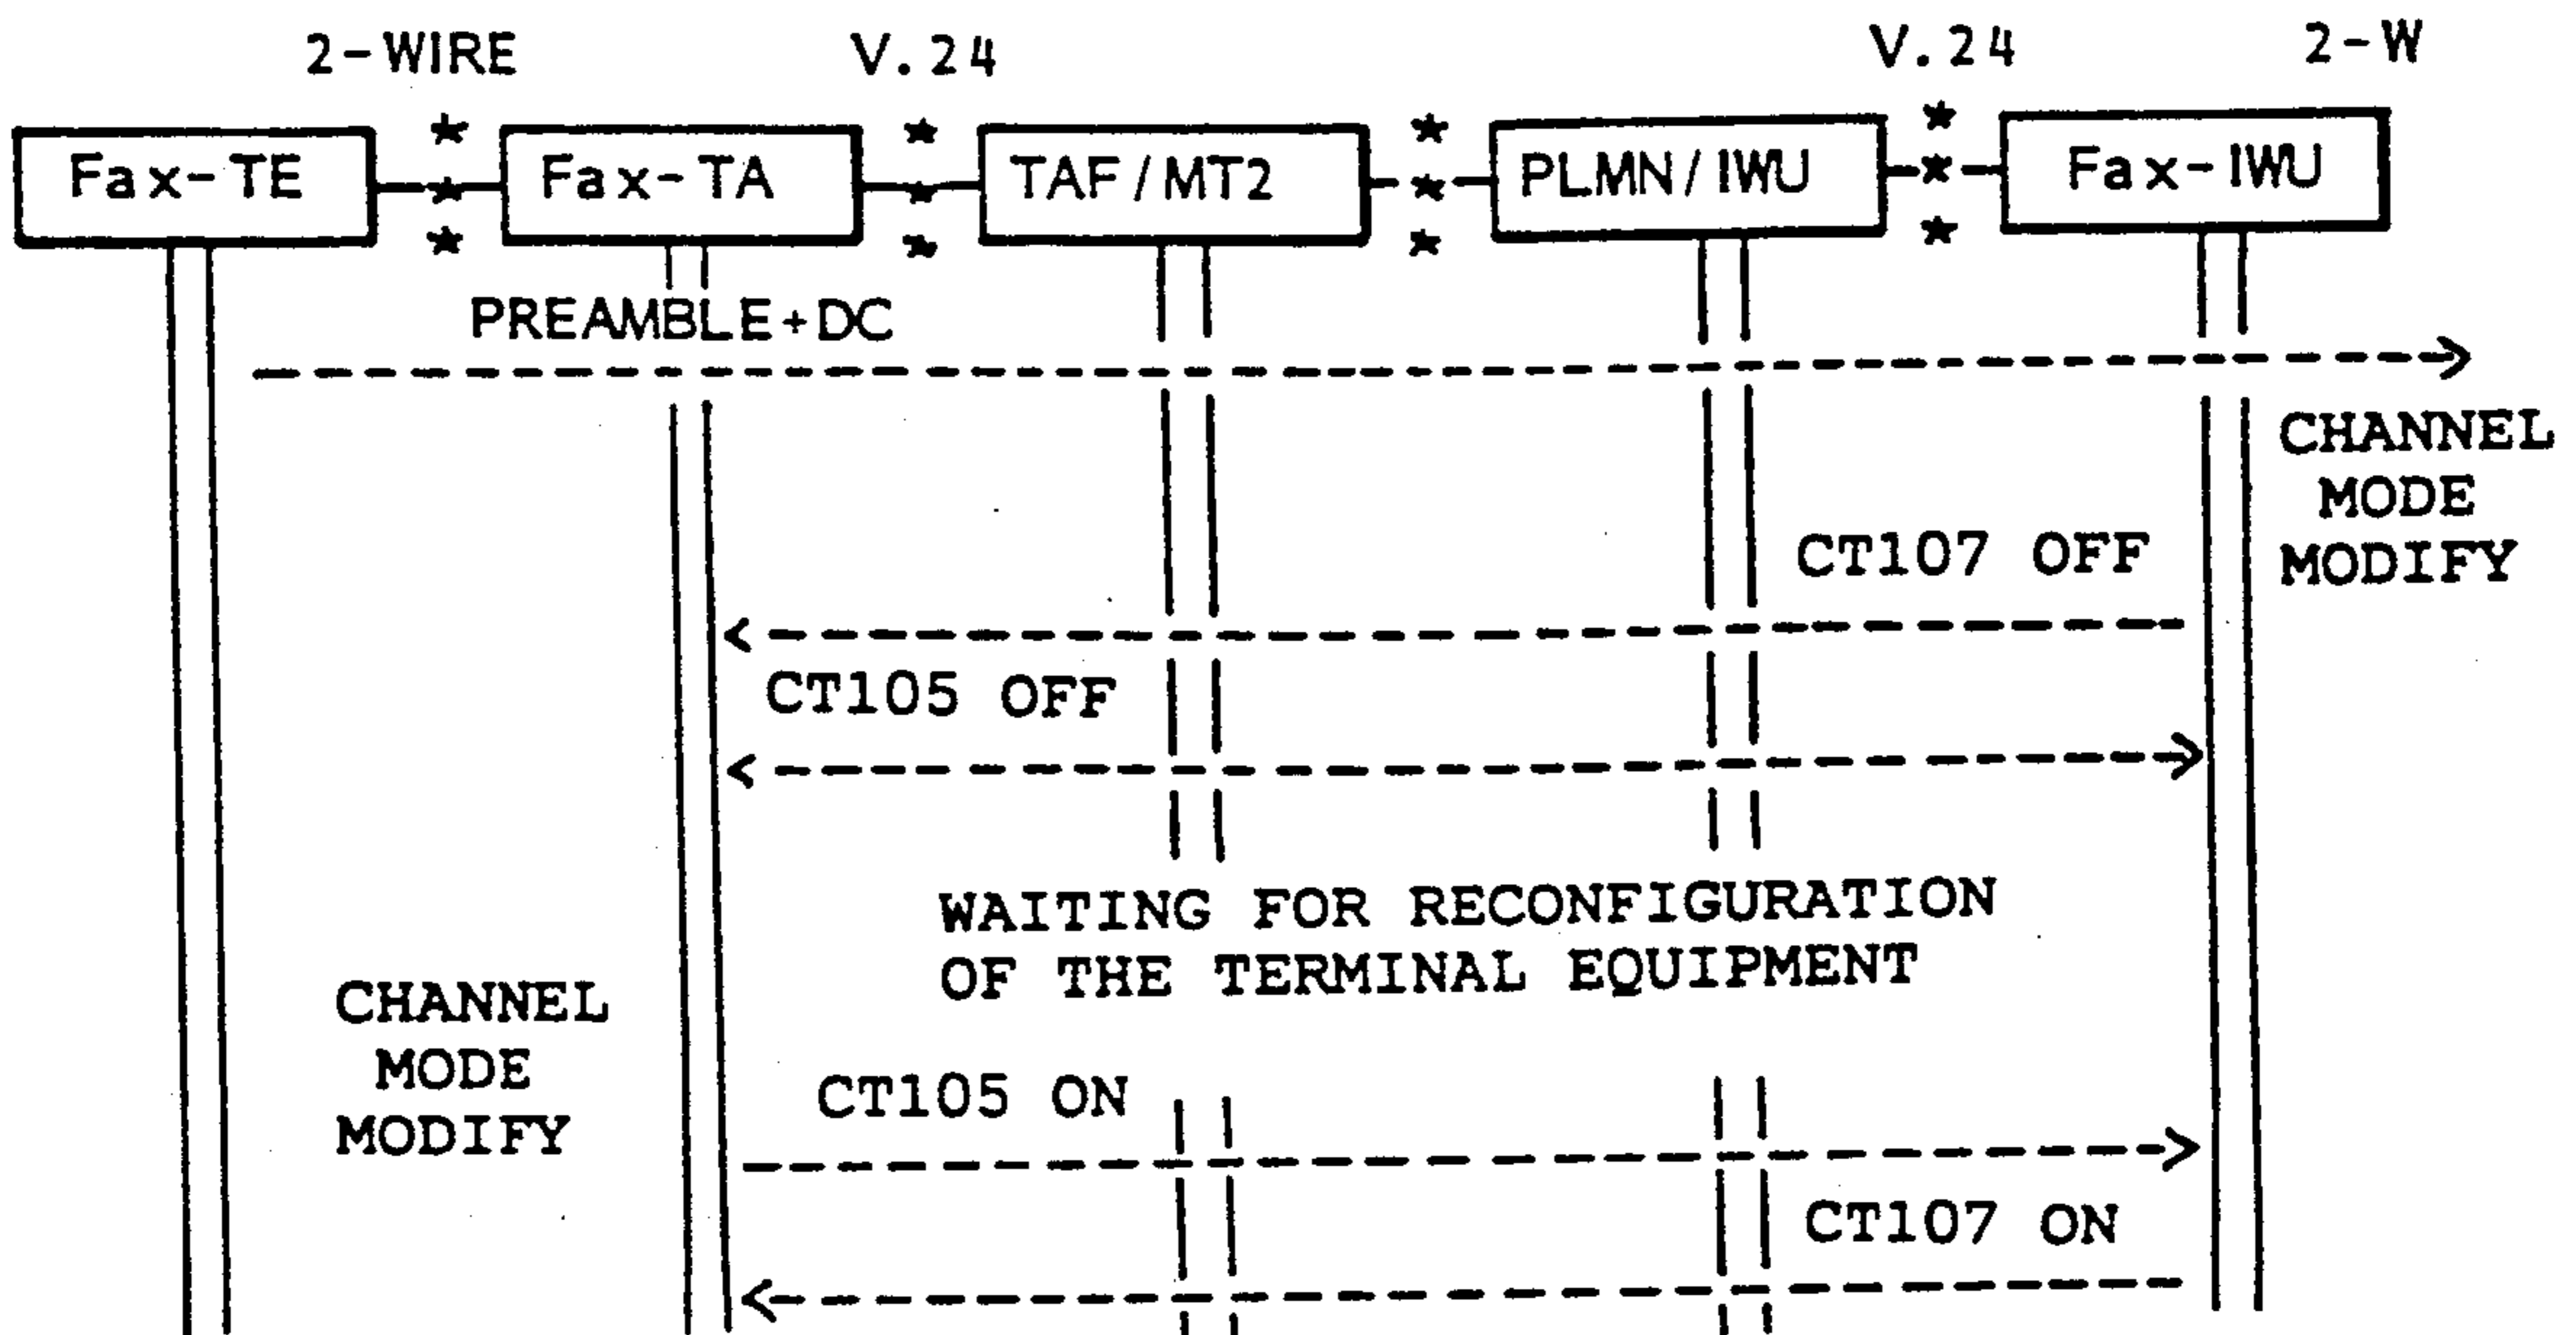 2-WIRE V.24 V.24 2-W
Fax-TE Fax-TA TAF/MT2 PLMN/IWU Fax-IWU
PREAMBLE+DC
CHANNEL
MODE
MODIFY
CT107 OFF
CT105 OFF
WAITING FOR RECONFIGURATION
OF THE TERMINAL EQUIPMENT
CHANNEL
MODE
MODIFY
CT105 ON
CT107 ON